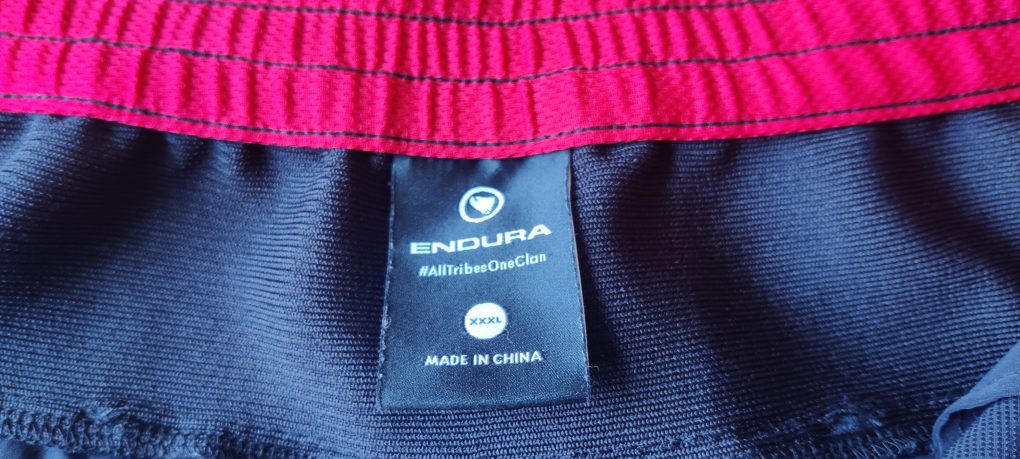 ENDURA
#AllTribesOneClan
XXXL
MADE IN CHINA